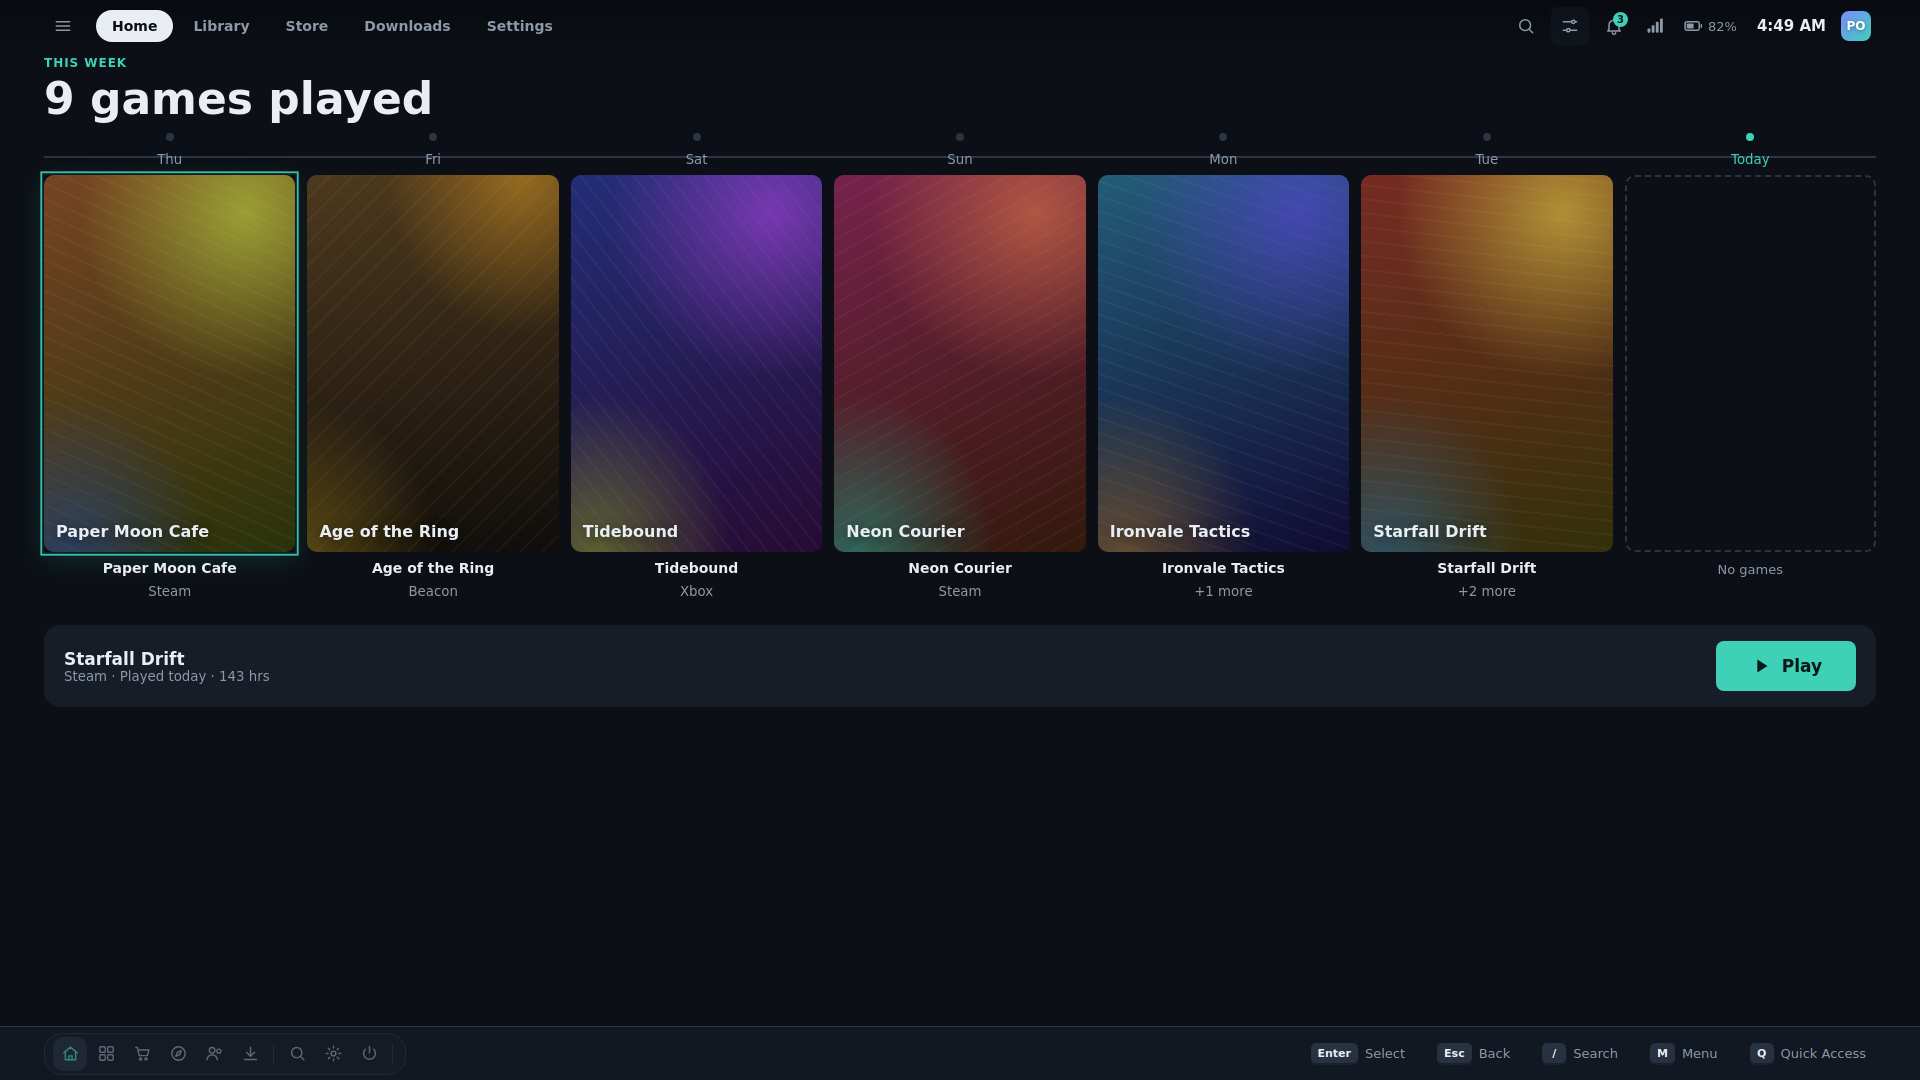 Home Library Store Downloads Settings 3 82% 4:49 AM PO
THIS WEEK
9 games played
Thu Fri Sat Sun Mon Tue Today
Paper Moon Cafe Age of the Ring Tidebound Neon Courier Ironvale Tactics Starfall Drift
Paper Moon Cafe Age of the Ring Tidebound Neon Courier Ironvale Tactics Starfall Drift No games
Steam Beacon Xbox Steam +1 more +2 more
Starfall Drift
Steam · Played today · 143 hrs
Play
Enter Select Esc Back / Search M Menu Q Quick Access